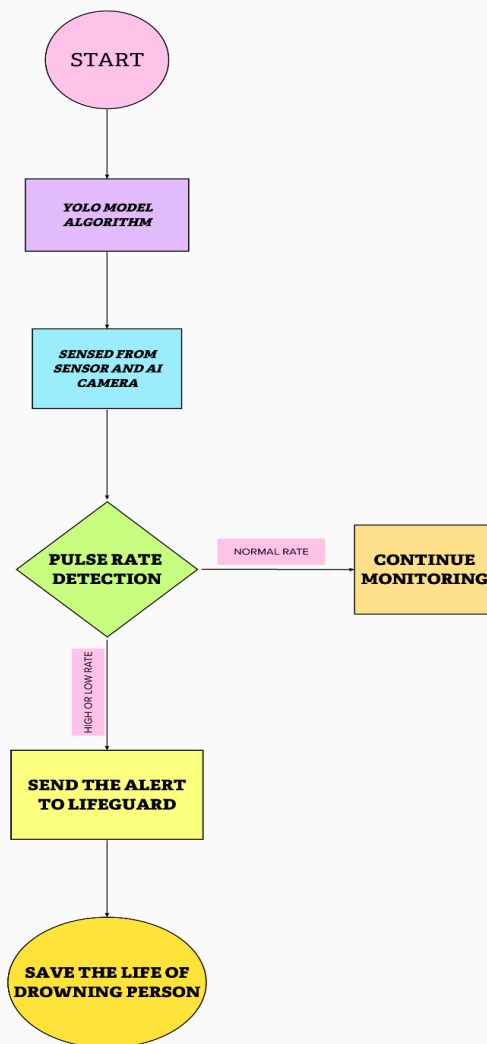 START
YOLO MODEL
ALGORITHM
SENSED FROM
SENSOR AND AI
CAMERA
PULSE RATE
DETECTION
NORMAL RATE
CONTINUE
MONITORING
HIGH OR LOW RATE
SEND THE ALERT
TO LIFEGUARD
SAVE THE LIFE OF
DROWNING PERSON